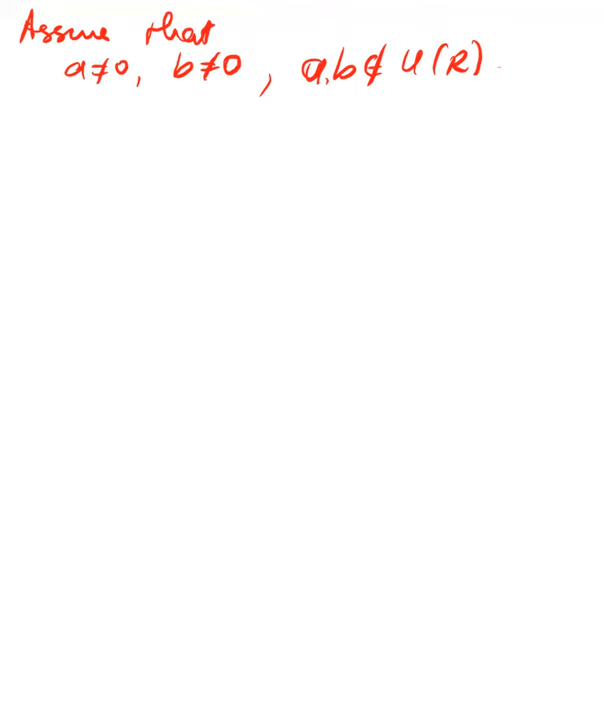 Assume that
a≠0, b≠0, a,b∉ U(R)